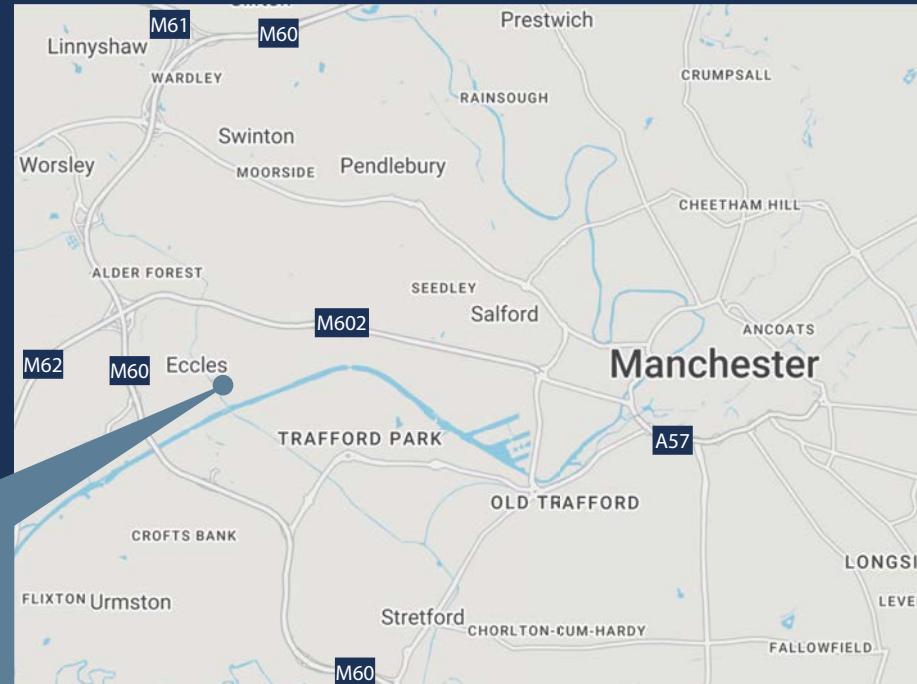 M61
M60
Prestwich
Linnyshaw
WARDLEY
CRUMPSALL
RAINSOUGH
Swinton
Worsley
MOORSIDE
Pendlebury
CHEETHAM HILL
ALDER FOREST
SEEDLEY
Salford
M602
ANCOATS
M62
M60
Eccles
Manchester
TRAFFORD PARK
A57
OLD TRAFFORD
CROFTS BANK
LONGSI
FLIXTON
Urmston
LEVE
Stretford
CHORLTON-CUM-HARDY
FALLOWFIELD
M60